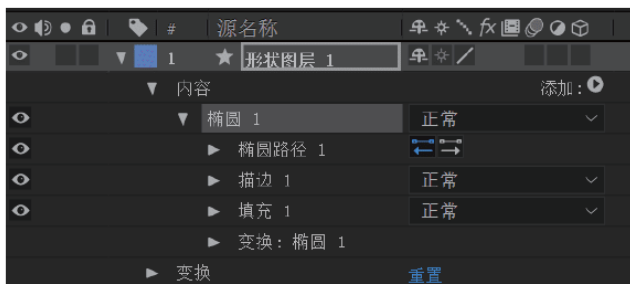 # 源名称 fx
1 形状图层 1
内容 添加:
椭圆 1 正常
椭圆路径 1
描边 1 正常
填充 1 正常
变换: 椭圆 1
变换 重置